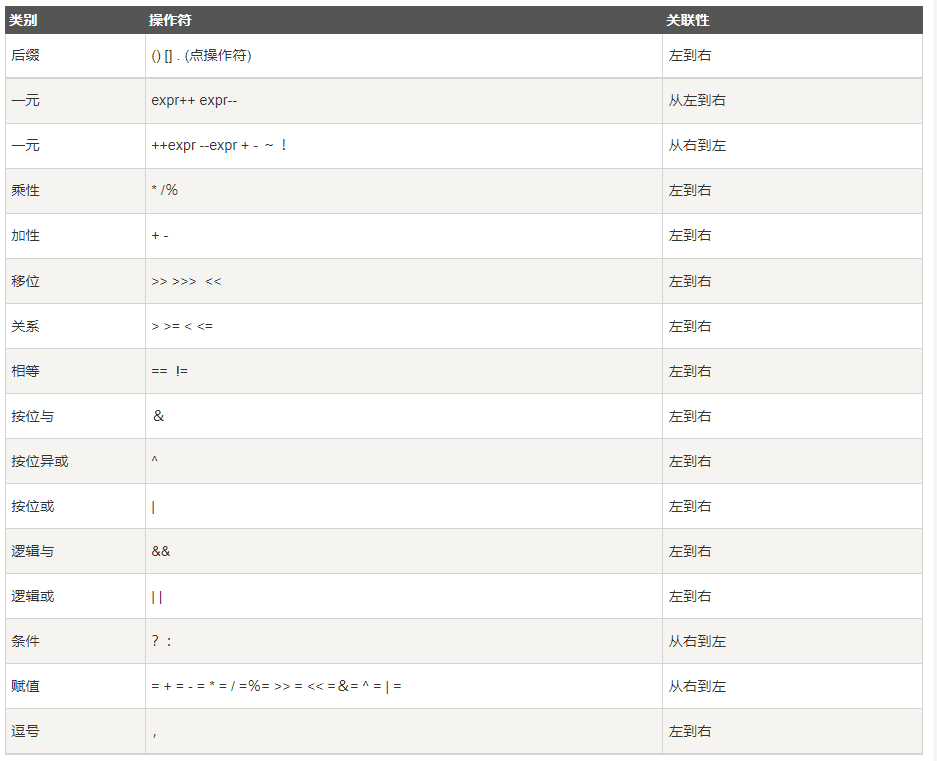 类别 操作符 关联性
后缀 () [] . (点操作符) 左到右
一元 expr++ expr-- 从左到右
一元 ++expr --expr + - ～ ！ 从右到左
乘性 * /％ 左到右
加性 + - 左到右
移位 >> >>>  << 左到右
关系 > >= < <= 左到右
相等 ==  != 左到右
按位与 ＆ 左到右
按位异或 ^ 左到右
按位或 | 左到右
逻辑与 && 左到右
逻辑或 | | 左到右
条件 ？： 从右到左
赋值 = + = - = * = / =％= >> = << =＆= ^ = | = 从右到左
逗号 ， 左到右